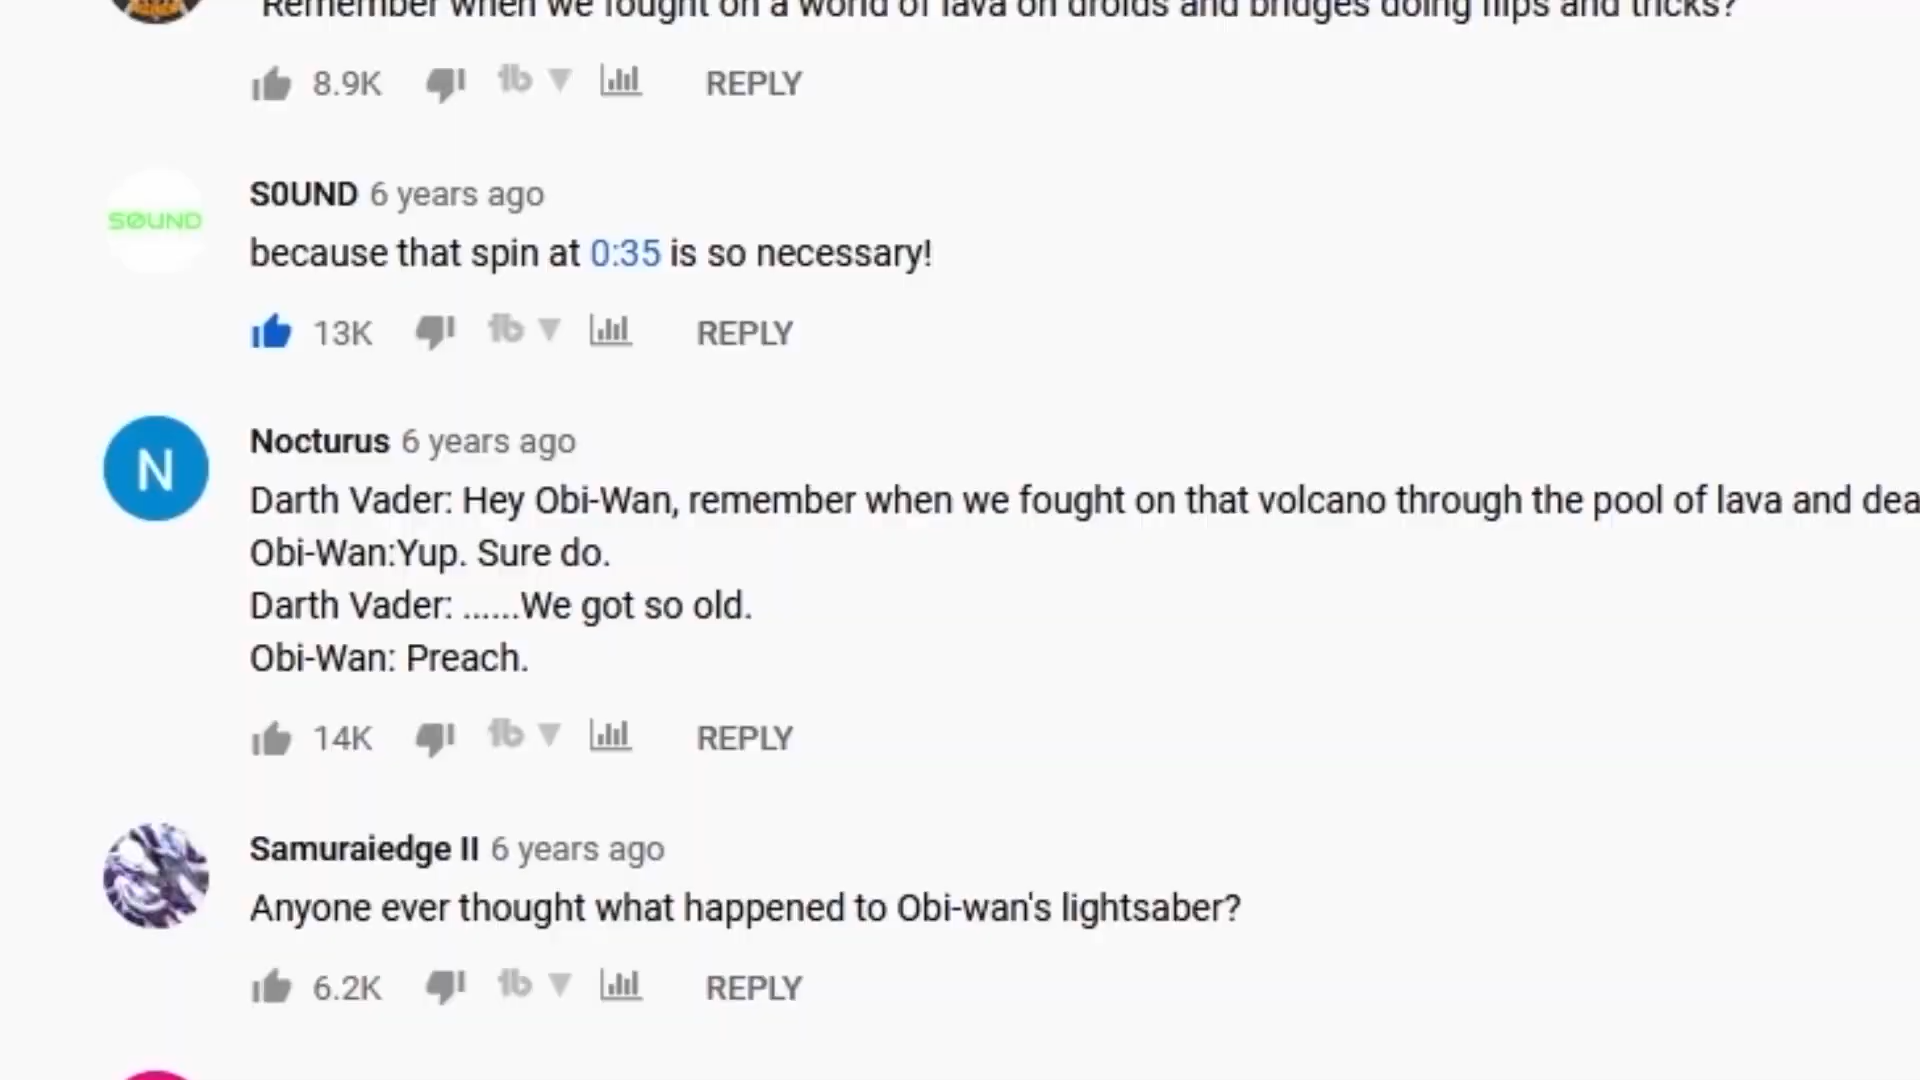 "Remember when we fought on a world of lava on droids and bridges doing flips and tricks?"
8.9K REPLY
SØUND
S0UND 6 years ago
because that spin at 0:35 is so necessary!
13K REPLY
N
Nocturus 6 years ago
Darth Vader: Hey Obi-Wan, remember when we fought on that volcano through the pool of lava and dea
Obi-Wan:Yup. Sure do.
Darth Vader: ......We got so old.
Obi-Wan: Preach.
14K REPLY
Samuraiedge II 6 years ago
Anyone ever thought what happened to Obi-wan's lightsaber?
6.2K REPLY